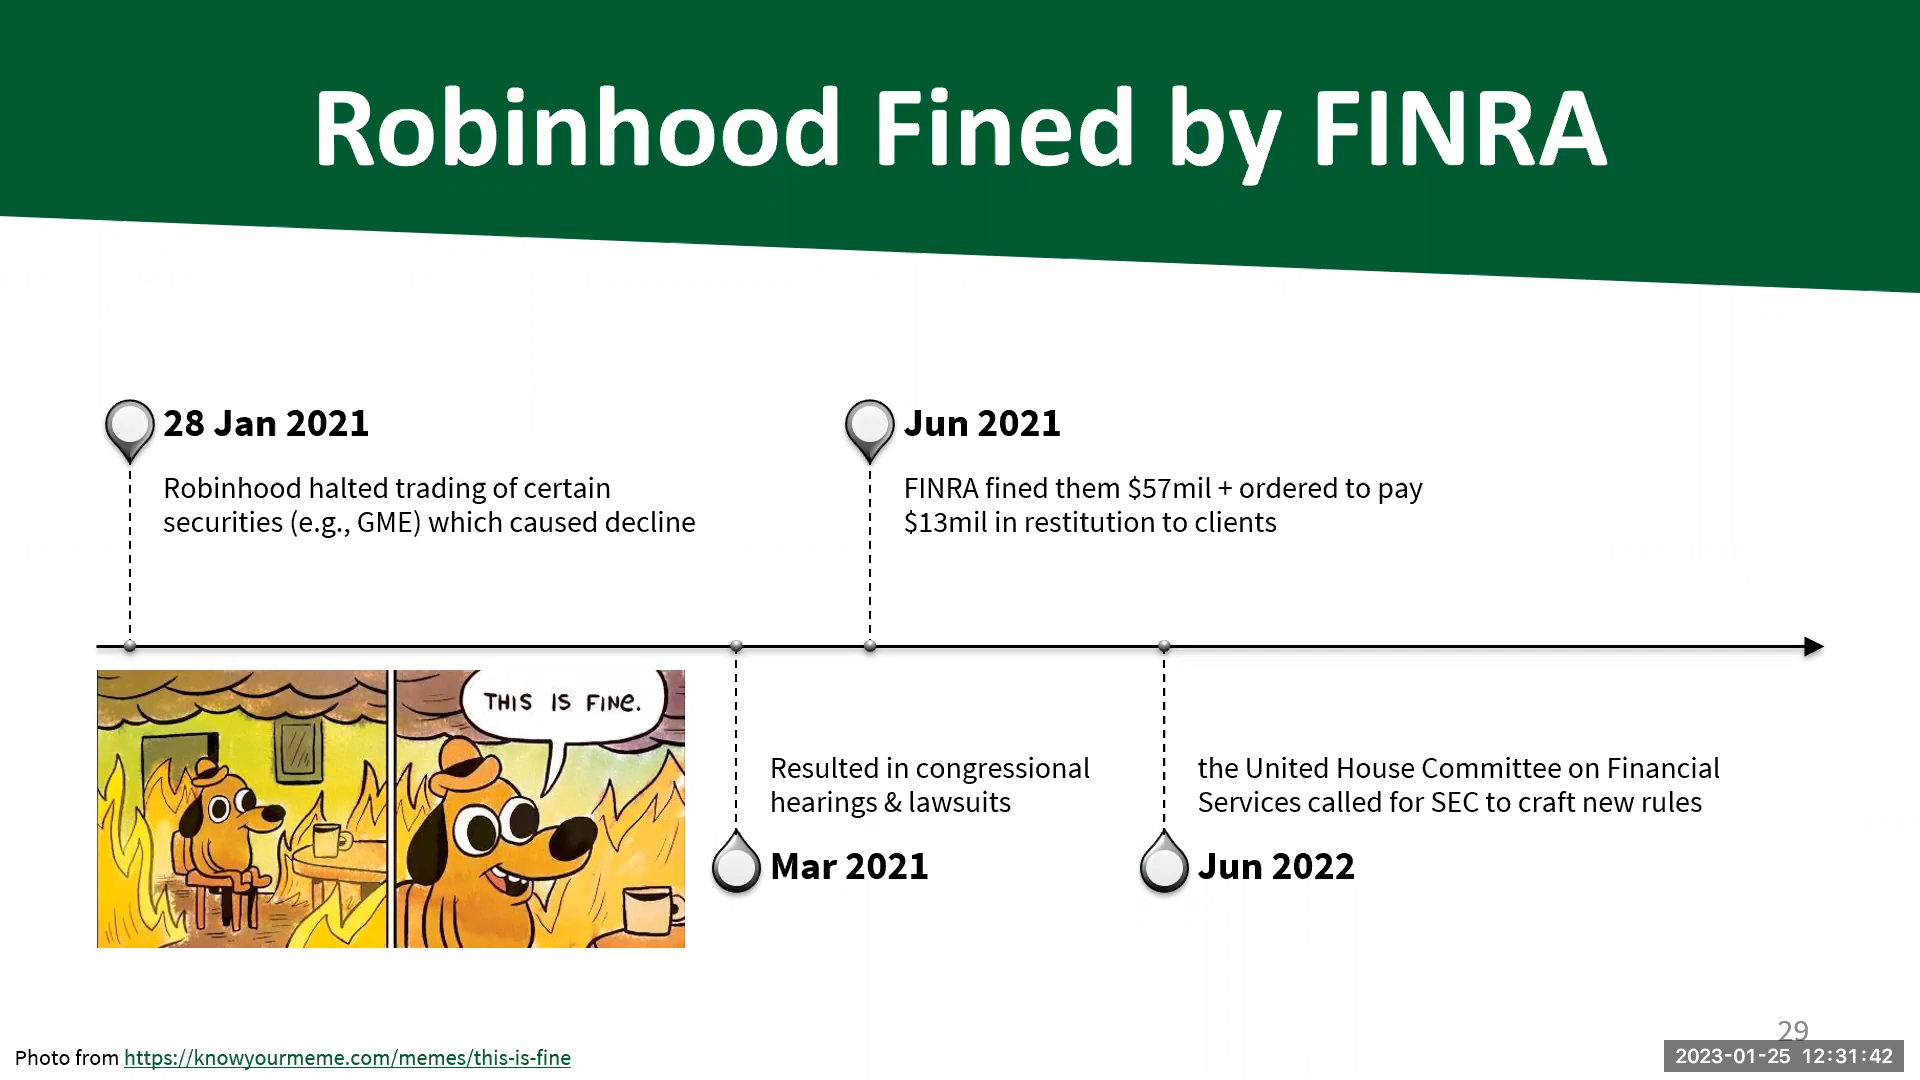 Robinhood Fined by FINRA
28 Jan 2021
Robinhood halted trading of certain
securities (e.g., GME) which caused decline
Jun 2021
FINRA fined them $57mil + ordered to pay
$13mil in restitution to clients
THIS IS FINE.
Resulted in congressional
hearings & lawsuits
Mar 2021
the United House Committee on Financial
Services called for SEC to craft new rules
Jun 2022
29
Photo from https://knowyourmeme.com/memes/this-is-fine
2023-01-25 12:31:42